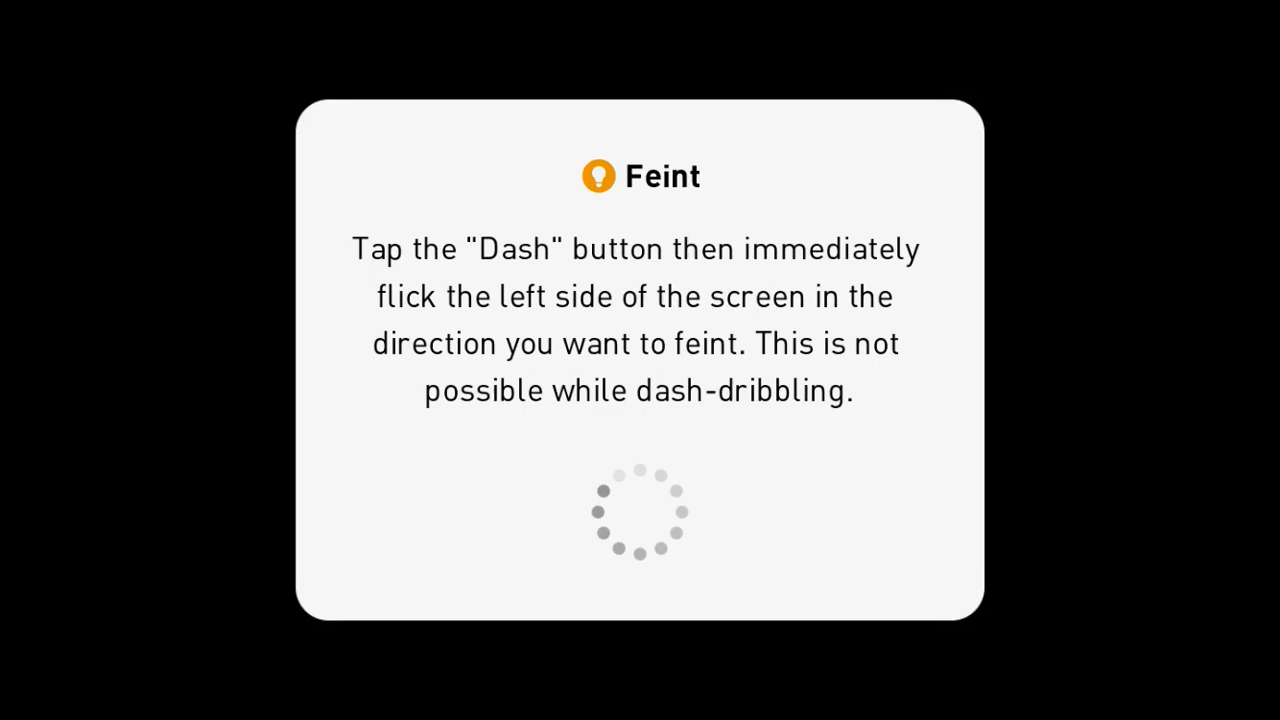 Feint
Tap the "Dash" button then immediately
flick the left side of the screen in the
direction you want to feint. This is not
possible while dash-dribbling.